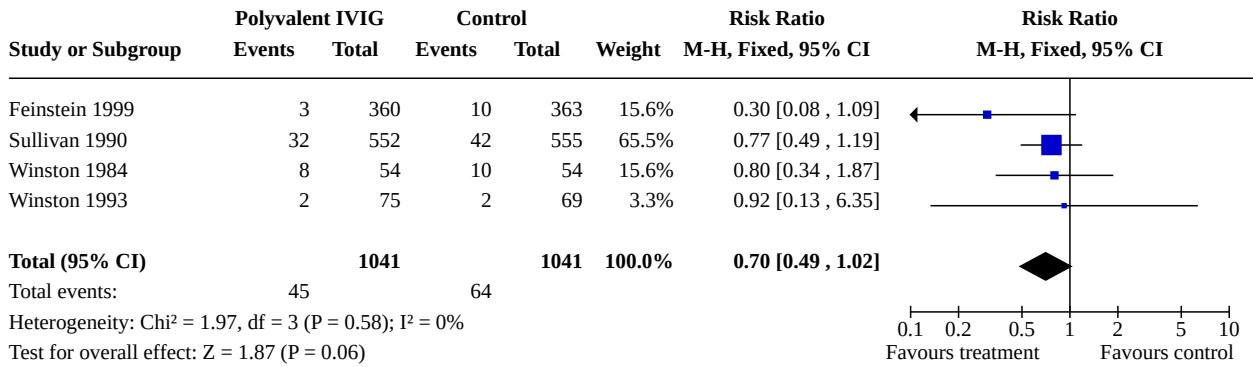 Polyvalent IVIG Control Risk Ratio Risk Ratio
Study or Subgroup Events Total Events Total Weight M-H, Fixed, 95% CI M-H, Fixed, 95% CI
Feinstein 1999 3 360 10 363 15.6% 0.30 [0.08 , 1.09]
Sullivan 1990 32 552 42 555 65.5% 0.77 [0.49 , 1.19]
Winston 1984 8 54 10 54 15.6% 0.80 [0.34 , 1.87]
Winston 1993 2 75 2 69 3.3% 0.92 [0.13 , 6.35]
Total (95% CI) 1041 1041 100.0% 0.70 [0.49 , 1.02]
Total events: 45 64
Heterogeneity: Chi² = 1.97, df = 3 (P = 0.58); I² = 0%
0.1 0.2 0.5 1 2 5 10
Test for overall effect: Z = 1.87 (P = 0.06)
Favours treatment Favours control